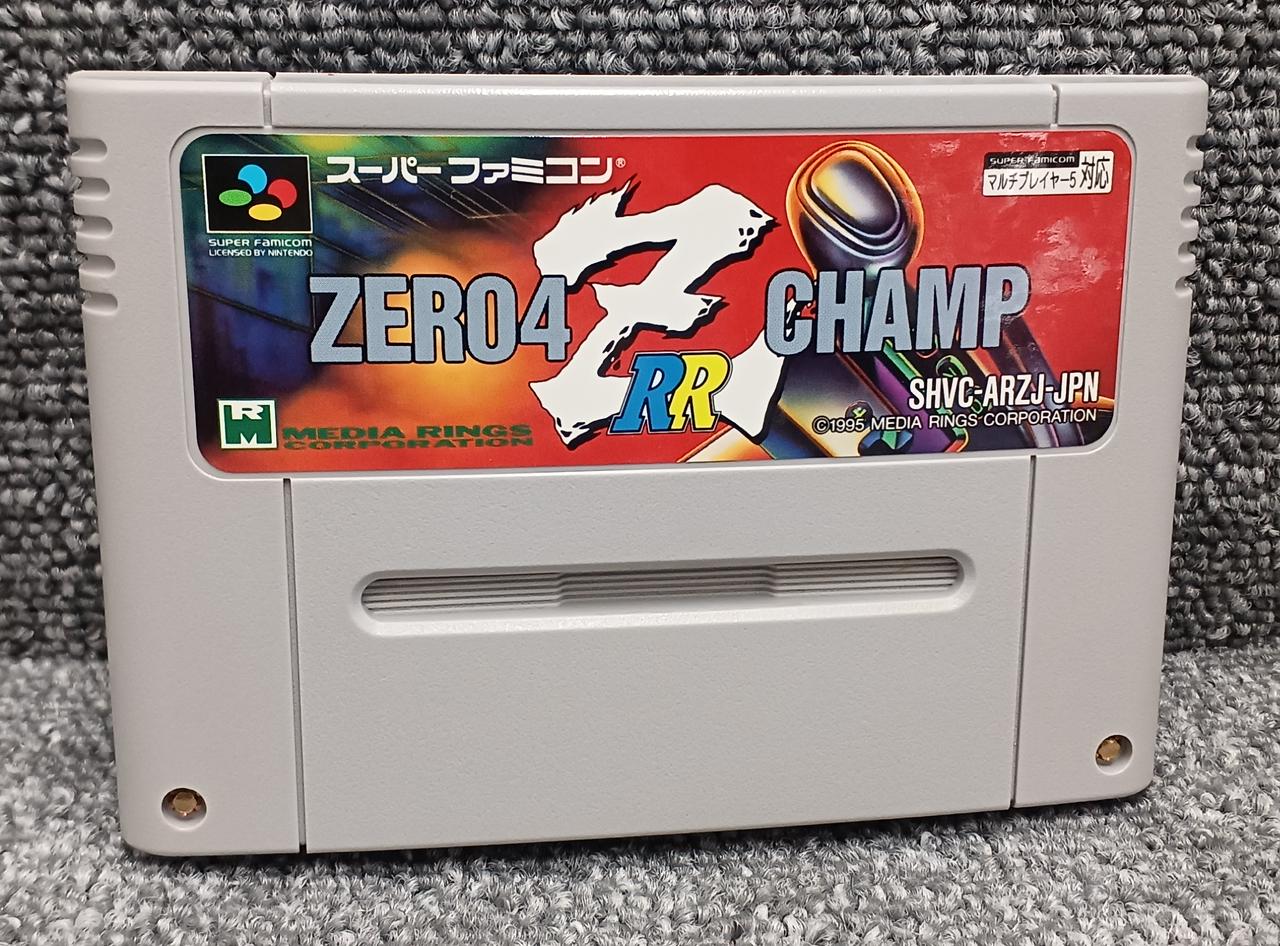 スーパーファミコン®
SUPER FAMICOM
LICENSED BY NINTENDO
SUPER FAMICOM
マルチプレイヤー5 対応
ZERO4 CHAMP
Z
RR
SHVC-ARZJ-JPN
©1995 MEDIA RINGS CORPORATION
RM
MEDIA RINGS
CORPORATION